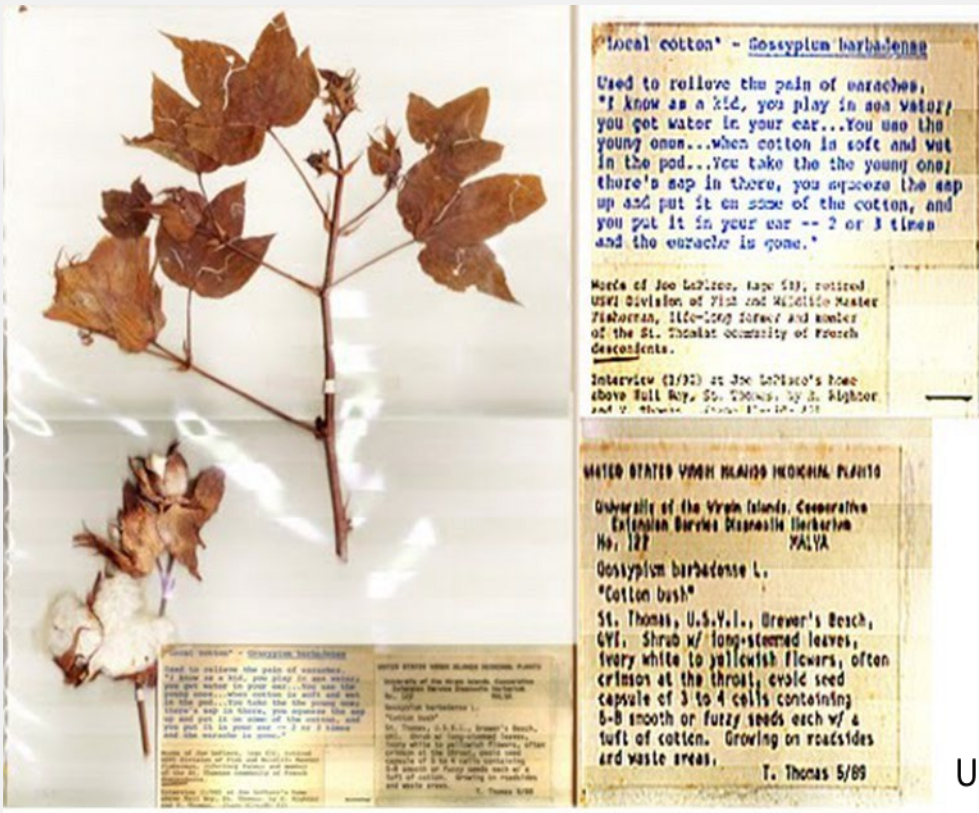 "Local cotton" - Gossypium barbadense
Used to relieve the pain of earaches.
"I know as a kid, you play in sea water;
you get water in your ear...You use the
young ones...when cotton is soft and wet
in the pod...You take the the young one;
there's sap in there, you squeeze the sap
up and put it on some of the cotton, and
you put it in your ear -- 2 or 3 times
and the earache is gone."
Words of Joe LaPlace, retired
USVI Division of Fish and Wildlife Master
Fisherman, life-long farmer and member
of the St. Thomian community of French
descendents.
Interview at Joe LaPlace's home
above Hull Bay, St. Thomas, by Rightor
and Thomas
UNITED STATES VIRGIN ISLANDS MEDICINAL PLANTS
University of the Virgin Islands, Cooperative
Extension Service Diagnostic Herbarium
No. MALVA
Gossypium barbadense L.
"Cotton bush"
St. Thomas, U.S.V.I., Brewer's Beach,
UVI. Shrub w/ long-stemmed leaves,
ivory white to yellowish flowers, often
crimson at the throat, ovoid seed
capsule of 3 to 4 cells containing
6-8 smooth or fuzzy seeds each w/ a
tuft of cotton. Growing on roadsides
and waste areas.
T. Thomas 5/89
U